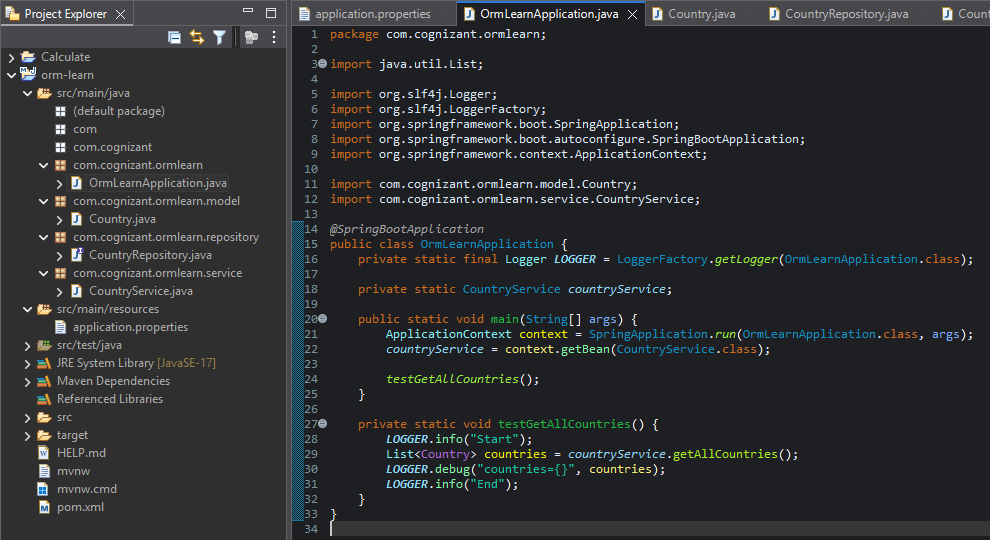 Project Explorer
Calculate
orm-learn
src/main/java
(default package)
com
com.cognizant
com.cognizant.ormlearn
OrmLearnApplication.java
com.cognizant.ormlearn.model
Country.java
com.cognizant.ormlearn.repository
CountryRepository.java
com.cognizant.ormlearn.service
CountryService.java
src/main/resources
application.properties
src/test/java
JRE System Library [JavaSE-17]
Maven Dependencies
Referenced Libraries
src
target
HELP.md
mvnw
mvnw.cmd
pom.xml
application.properties OrmLearnApplication.java Country.java CountryRepository.java Count
1 package com.cognizant.ormlearn;
2
3 import java.util.List;
4
5 import org.slf4j.Logger;
6 import org.slf4j.LoggerFactory;
7 import org.springframework.boot.SpringApplication;
8 import org.springframework.boot.autoconfigure.SpringBootApplication;
9 import org.springframework.context.ApplicationContext;
10
11 import com.cognizant.ormlearn.model.Country;
12 import com.cognizant.ormlearn.service.CountryService;
13
14 @SpringBootApplication
15 public class OrmLearnApplication {
16     private static final Logger LOGGER = LoggerFactory.getLogger(OrmLearnApplication.class);
17
18     private static CountryService countryService;
19
20     public static void main(String[] args) {
21         ApplicationContext context = SpringApplication.run(OrmLearnApplication.class, args);
22         countryService = context.getBean(CountryService.class);
23
24         testGetAllCountries();
25     }
26
27     private static void testGetAllCountries() {
28         LOGGER.info("Start");
29         List<Country> countries = countryService.getAllCountries();
30         LOGGER.debug("countries={}", countries);
31         LOGGER.info("End");
32     }
33 }
34